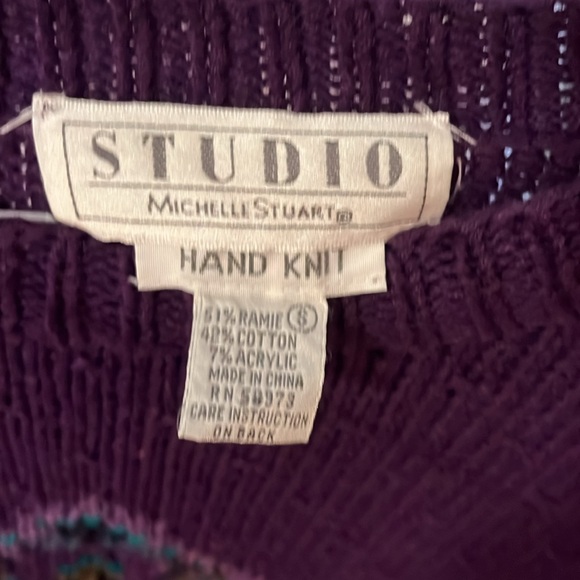 STUDIO
MICHELLE STUART®
HAND KNIT
51% RAMIE S
42% COTTON
7% ACRYLIC
MADE IN CHINA
RN 58973
CARE INSTRUCTION
ON BACK